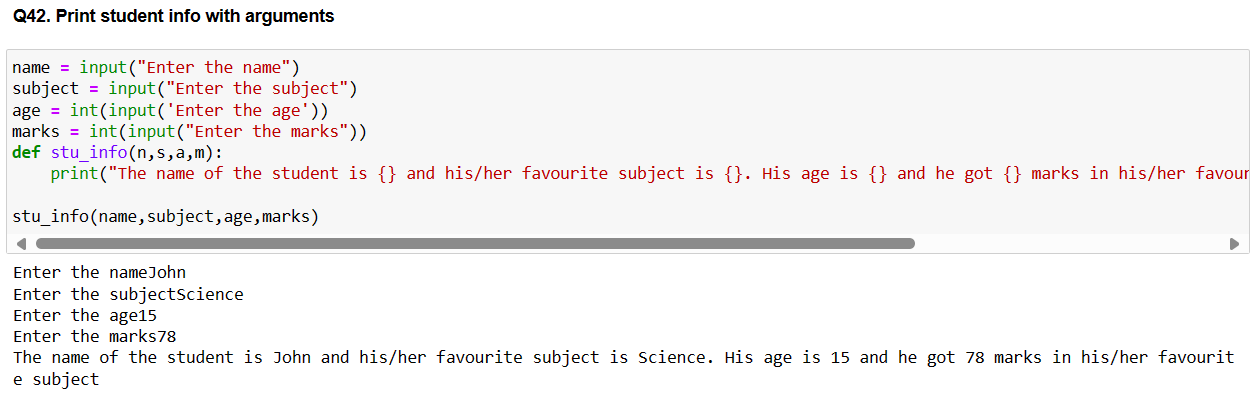 Q42. Print student info with arguments
name = input("Enter the name")
subject = input("Enter the subject")
age = int(input('Enter the age'))
marks = int(input("Enter the marks"))
def stu_info(n,s,a,m):
    print("The name of the student is {} and his/her favourite subject is {}. His age is {} and he got {} marks in his/her favour
stu_info(name,subject,age,marks)
Enter the nameJohn
Enter the subjectScience
Enter the age15
Enter the marks78
The name of the student is John and his/her favourite subject is Science. His age is 15 and he got 78 marks in his/her favourit
e subject